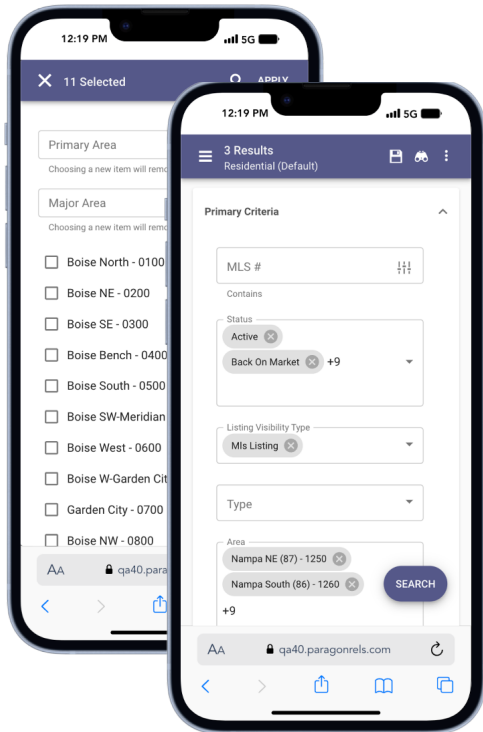 12:19 PM
5G
11 Selected
APPLY
Primary Area
Choosing a new item will remo
Major Area
Choosing a new item will remo
Boise North - 0100
Boise NE - 0200
Boise SE - 0300
Boise Bench - 0400
Boise South - 0500
Boise SW-Meridian
Boise West - 0600
Boise W-Garden Cit
Garden City - 0700
Boise NW - 0800
AA
qa40.para
12:19 PM
5G
3 Results
Residential (Default)
Primary Criteria
MLS #
Contains
Status
Active
Back On Market +9
Listing Visibility Type
Mls Listing
Type
Area
Nampa NE (87) - 1250
Nampa South (86) - 1260
+9
SEARCH
AA
qa40.paragonrels.com